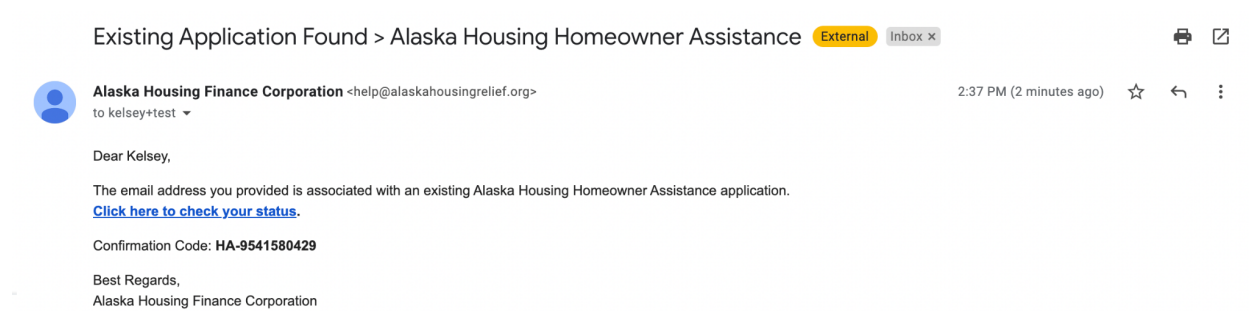 Existing Application Found > Alaska Housing Homeowner Assistance External Inbox ×
Alaska Housing Finance Corporation <help@alaskahousingrelief.org> 2:37 PM (2 minutes ago)
to kelsey+test
Dear Kelsey,
The email address you provided is associated with an existing Alaska Housing Homeowner Assistance application.
Click here to check your status.
Confirmation Code: HA-9541580429
Best Regards,
Alaska Housing Finance Corporation